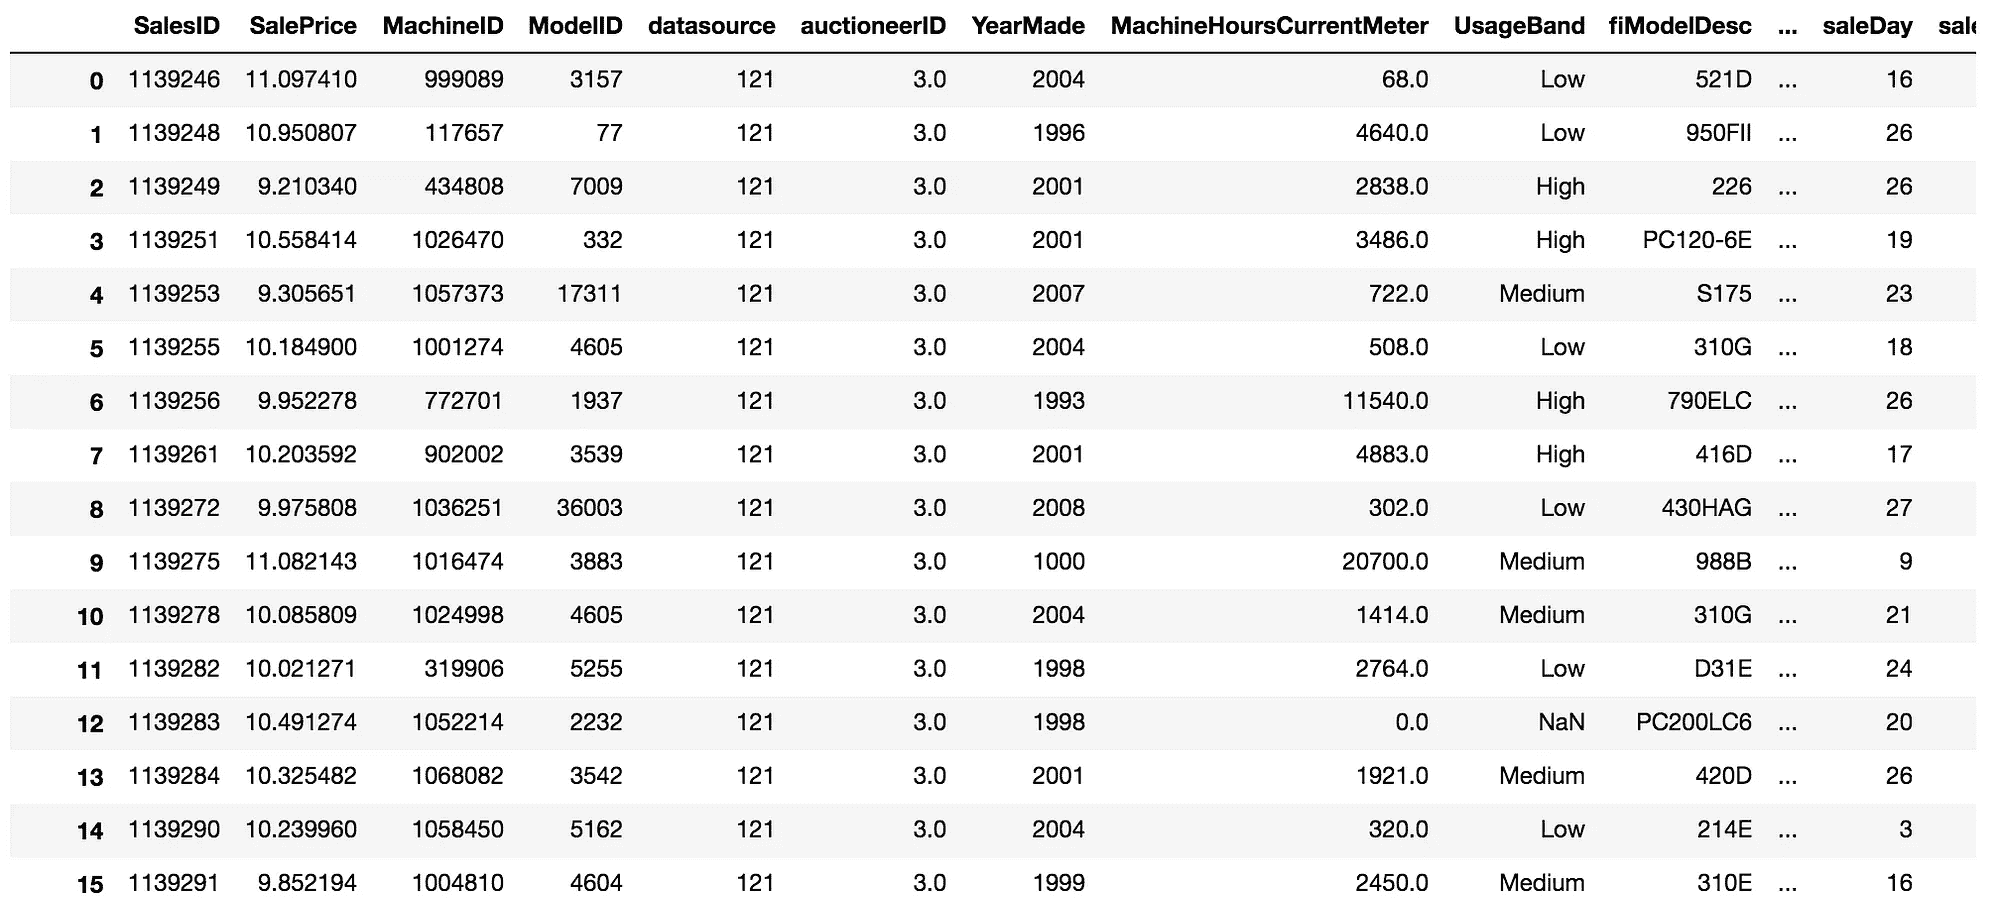 SalesID SalePrice MachineID ModelID datasource auctioneerID YearMade MachineHoursCurrentMeter UsageBand fiModelDesc ... saleDay
0 1139246 11.097410 999089 3157 121 3.0 2004 68.0 Low 521D ... 16
1 1139248 10.950807 117657 77 121 3.0 1996 4640.0 Low 950FII ... 26
2 1139249 9.210340 434808 7009 121 3.0 2001 2838.0 High 226 ... 26
3 1139251 10.558414 1026470 332 121 3.0 2001 3486.0 High PC120-6E ... 19
4 1139253 9.305651 1057373 17311 121 3.0 2007 722.0 Medium S175 ... 23
5 1139255 10.184900 1001274 4605 121 3.0 2004 508.0 Low 310G ... 18
6 1139256 9.952278 772701 1937 121 3.0 1993 11540.0 High 790ELC ... 26
7 1139261 10.203592 902002 3539 121 3.0 2001 4883.0 High 416D ... 17
8 1139272 9.975808 1036251 36003 121 3.0 2008 302.0 Low 430HAG ... 27
9 1139275 11.082143 1016474 3883 121 3.0 1000 20700.0 Medium 988B ... 9
10 1139278 10.085809 1024998 4605 121 3.0 2004 1414.0 Medium 310G ... 21
11 1139282 10.021271 319906 5255 121 3.0 1998 2764.0 Low D31E ... 24
12 1139283 10.491274 1052214 2232 121 3.0 1998 0.0 NaN PC200LC6 ... 20
13 1139284 10.325482 1068082 3542 121 3.0 2001 1921.0 Medium 420D ... 26
14 1139290 10.239960 1058450 5162 121 3.0 2004 320.0 Low 214E ... 3
15 1139291 9.852194 1004810 4604 121 3.0 1999 2450.0 Medium 310E ... 16